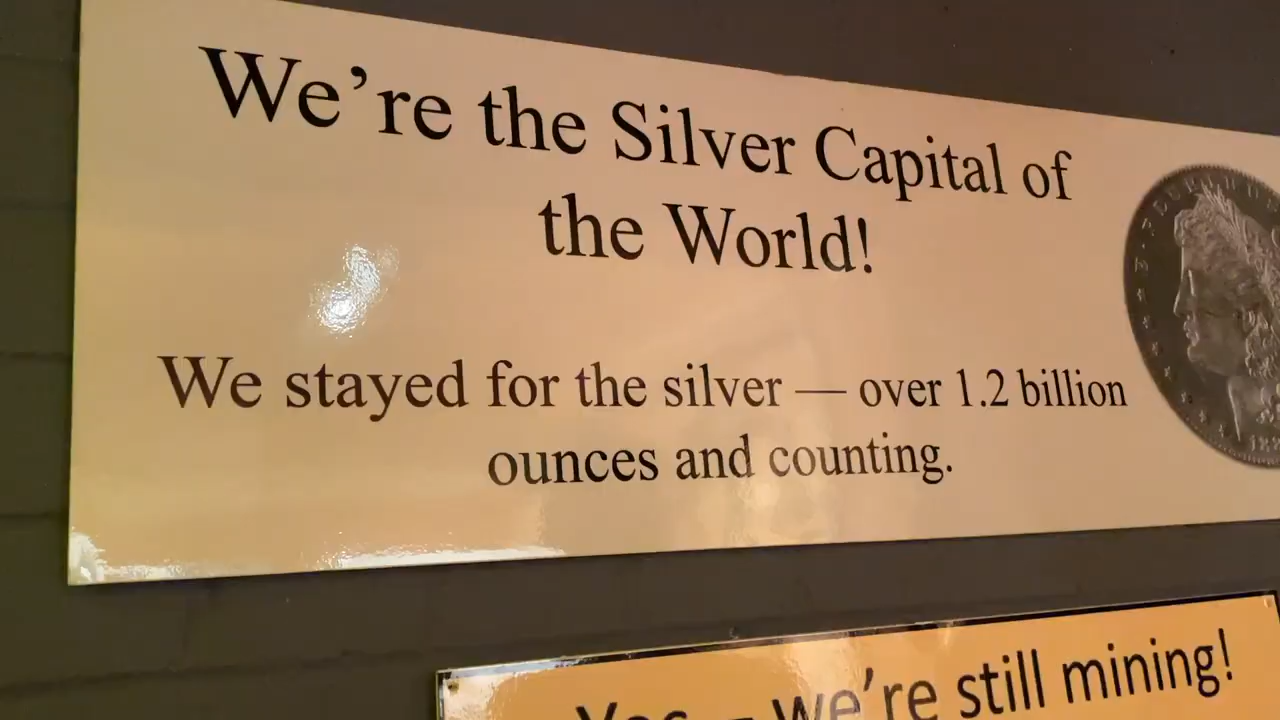 We're the Silver Capital of
the World!
We stayed for the silver — over 1.2 billion
ounces and counting.
Yes – we're still mining!